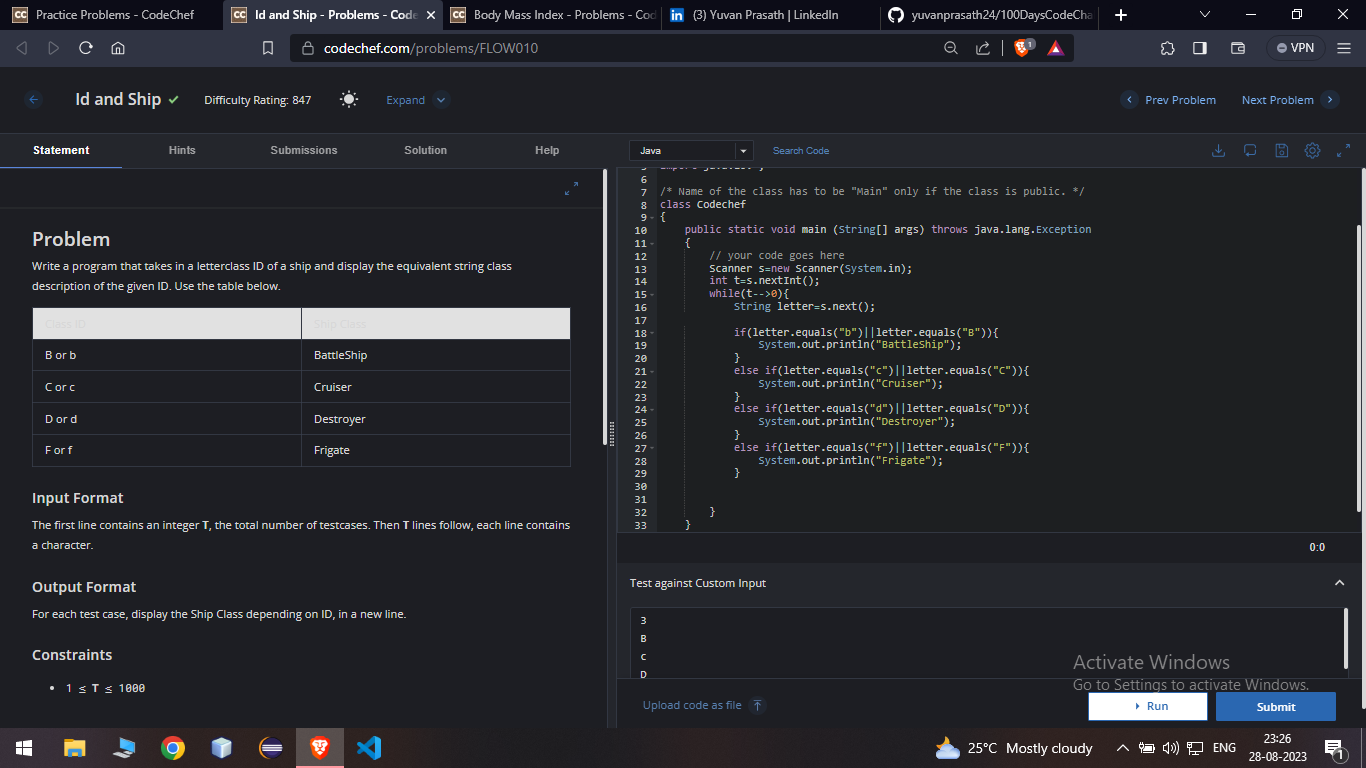 Practice Problems - CodeChef
Id and Ship - Problems - Code
Body Mass Index - Problems - Cod
(3) Yuvan Prasath | LinkedIn
yuvanprasath24/100DaysCodeCha
codechef.com/problems/FLOW010
1
VPN
Id and Ship
Difficulty Rating: 847
Expand
Prev Problem
Next Problem
Statement
Hints
Submissions
Solution
Help
Java
Search Code
Problem
Write a program that takes in a letterclass ID of a ship and display the equivalent string class
description of the given ID. Use the table below.
Class ID Ship Class
B or b BattleShip
C or c Cruiser
D or d Destroyer
F or f Frigate
Input Format
The first line contains an integer T, the total number of testcases. Then T lines follow, each line contains
a character.
Output Format
For each test case, display the Ship Class depending on ID, in a new line.
Constraints
• 1 ≤ T ≤ 1000
6
7 /* Name of the class has to be "Main" only if the class is public. */
8 class Codechef
9 {
10 public static void main (String[] args) throws java.lang.Exception
11 {
12 // your code goes here
13 Scanner s=new Scanner(System.in);
14 int t=s.nextInt();
15 while(t-->0){
16 String letter=s.next();
17
18 if(letter.equals("b")||letter.equals("B")){
19 System.out.println("BattleShip");
20 }
21 else if(letter.equals("c")||letter.equals("C")){
22 System.out.println("Cruiser");
23 }
24 else if(letter.equals("d")||letter.equals("D")){
25 System.out.println("Destroyer");
26 }
27 else if(letter.equals("f")||letter.equals("F")){
28 System.out.println("Frigate");
29 }
30
31
32 }
33 }
0:0
Test against Custom Input
3
B
c
D
Activate Windows
Go to Settings to activate Windows.
Upload code as file
Run
Submit
25°C Mostly cloudy
ENG
23:26
28-08-2023
1